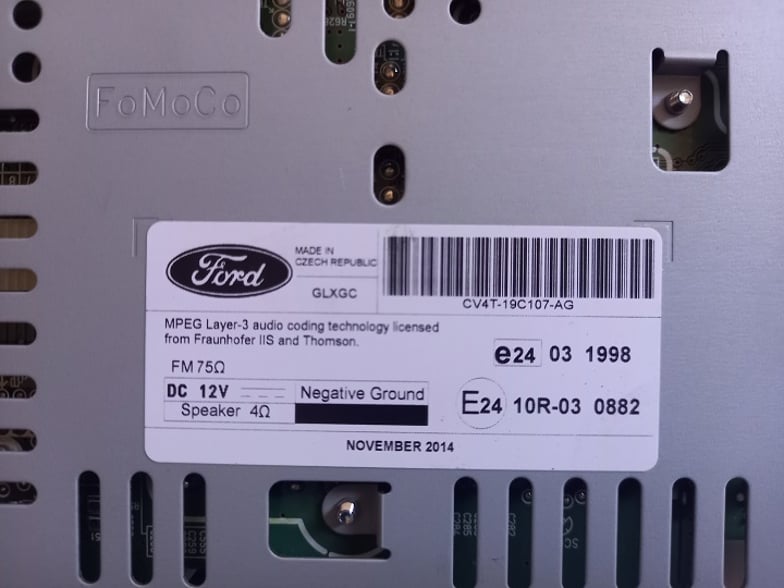 FoMoCo
Ford
MADE IN
CZECH REPUBLIC
GLXGC
CV4T-19C107-AG
MPEG Layer-3 audio coding technology licensed
from Fraunhofer IIS and Thomson.
e24 03 1998
FM 75Ω
DC 12V
Negative Ground
Speaker 4Ω
E24 10R-03 0882
NOVEMBER 2014